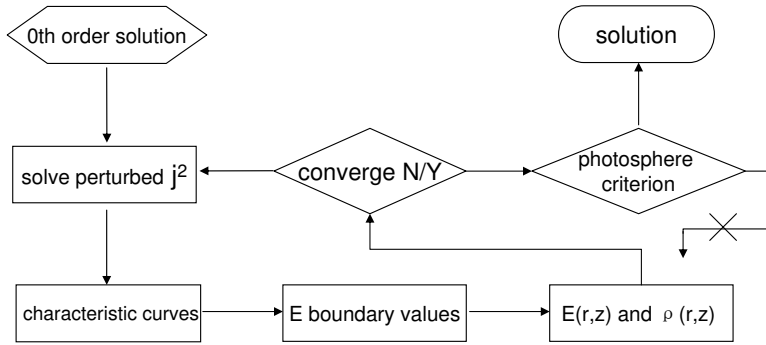 0th order solution
solution
solve perturbed j²
converge N/Y
photosphere
criterion
characteristic curves
E boundary values
E(r,z) and ρ(r,z)